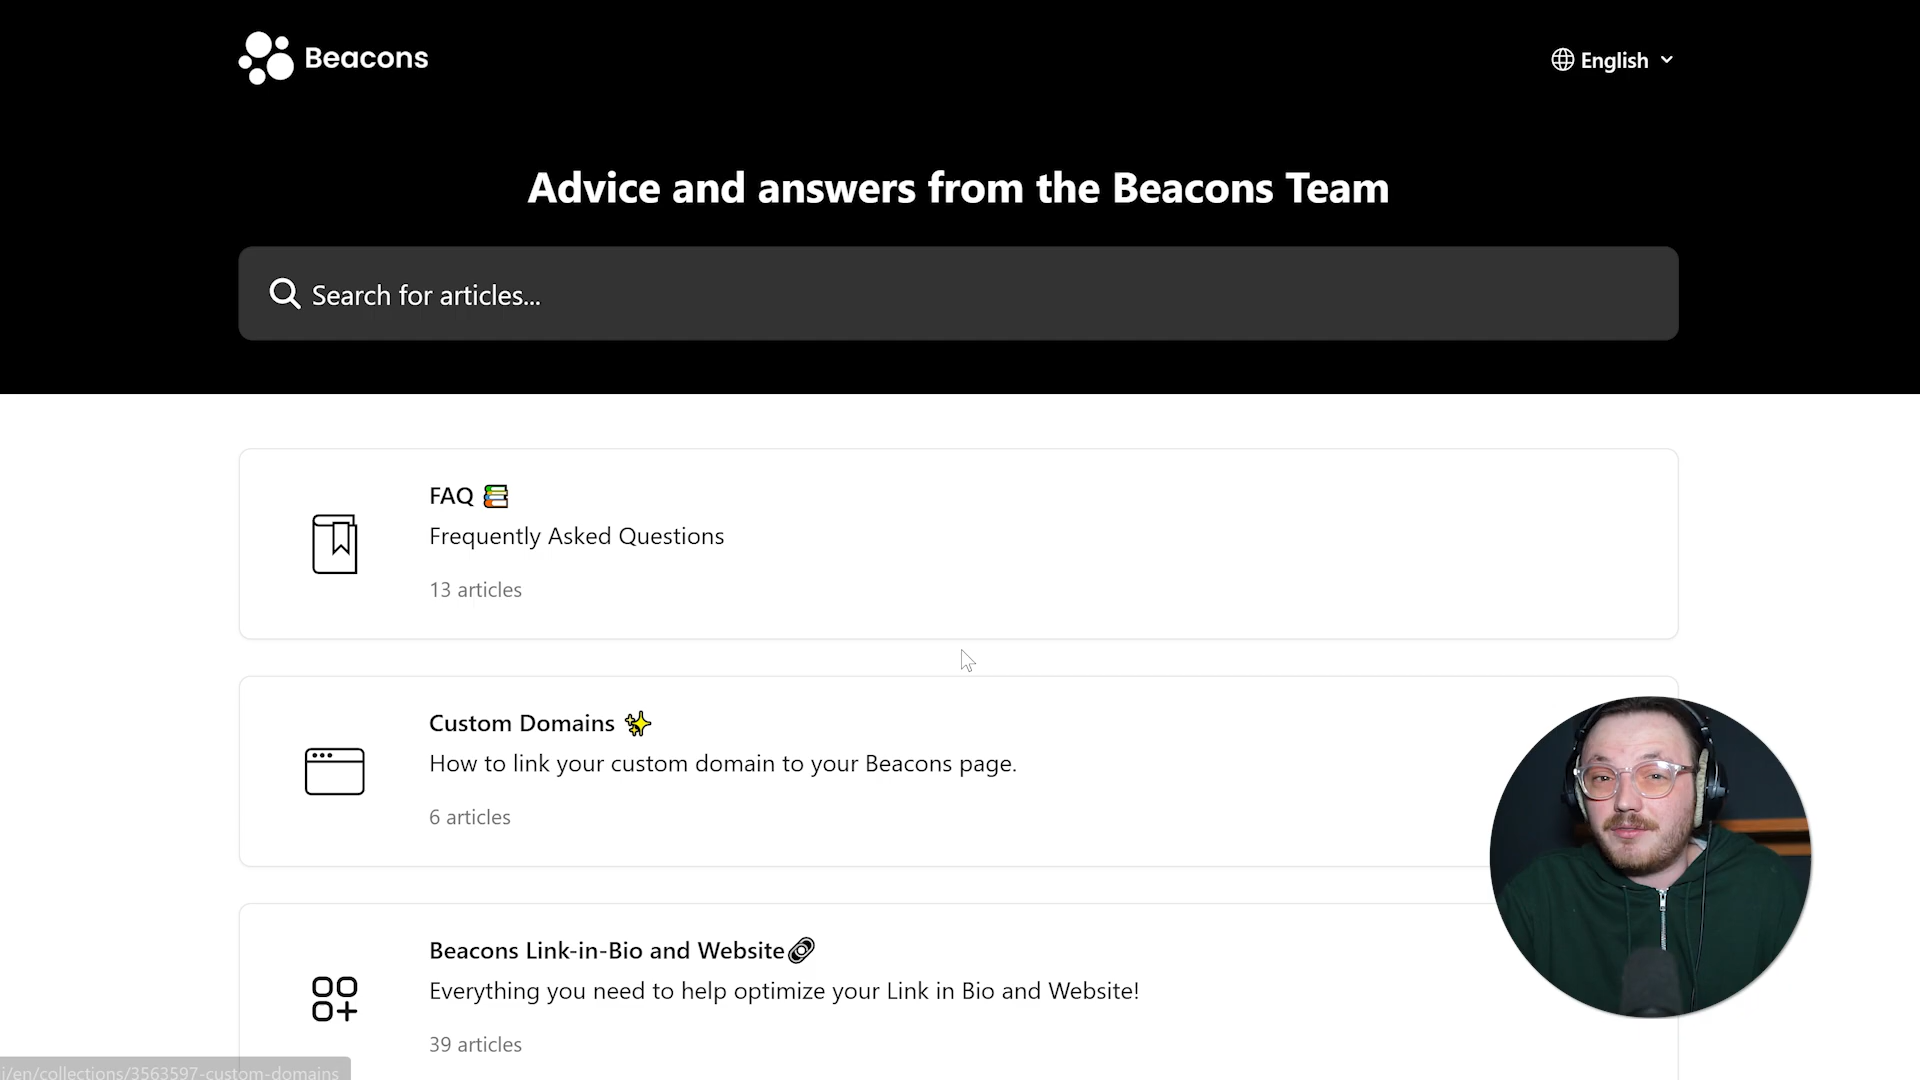 Beacons
English
Advice and answers from the Beacons Team
Search for articles...
FAQ 📚
Frequently Asked Questions
13 articles
Custom Domains ✨
How to link your custom domain to your Beacons page.
6 articles
Beacons Link-in-Bio and Website🔗
Everything you need to help optimize your Link in Bio and Website!
39 articles
i/en/collections/3563597-custom-domains